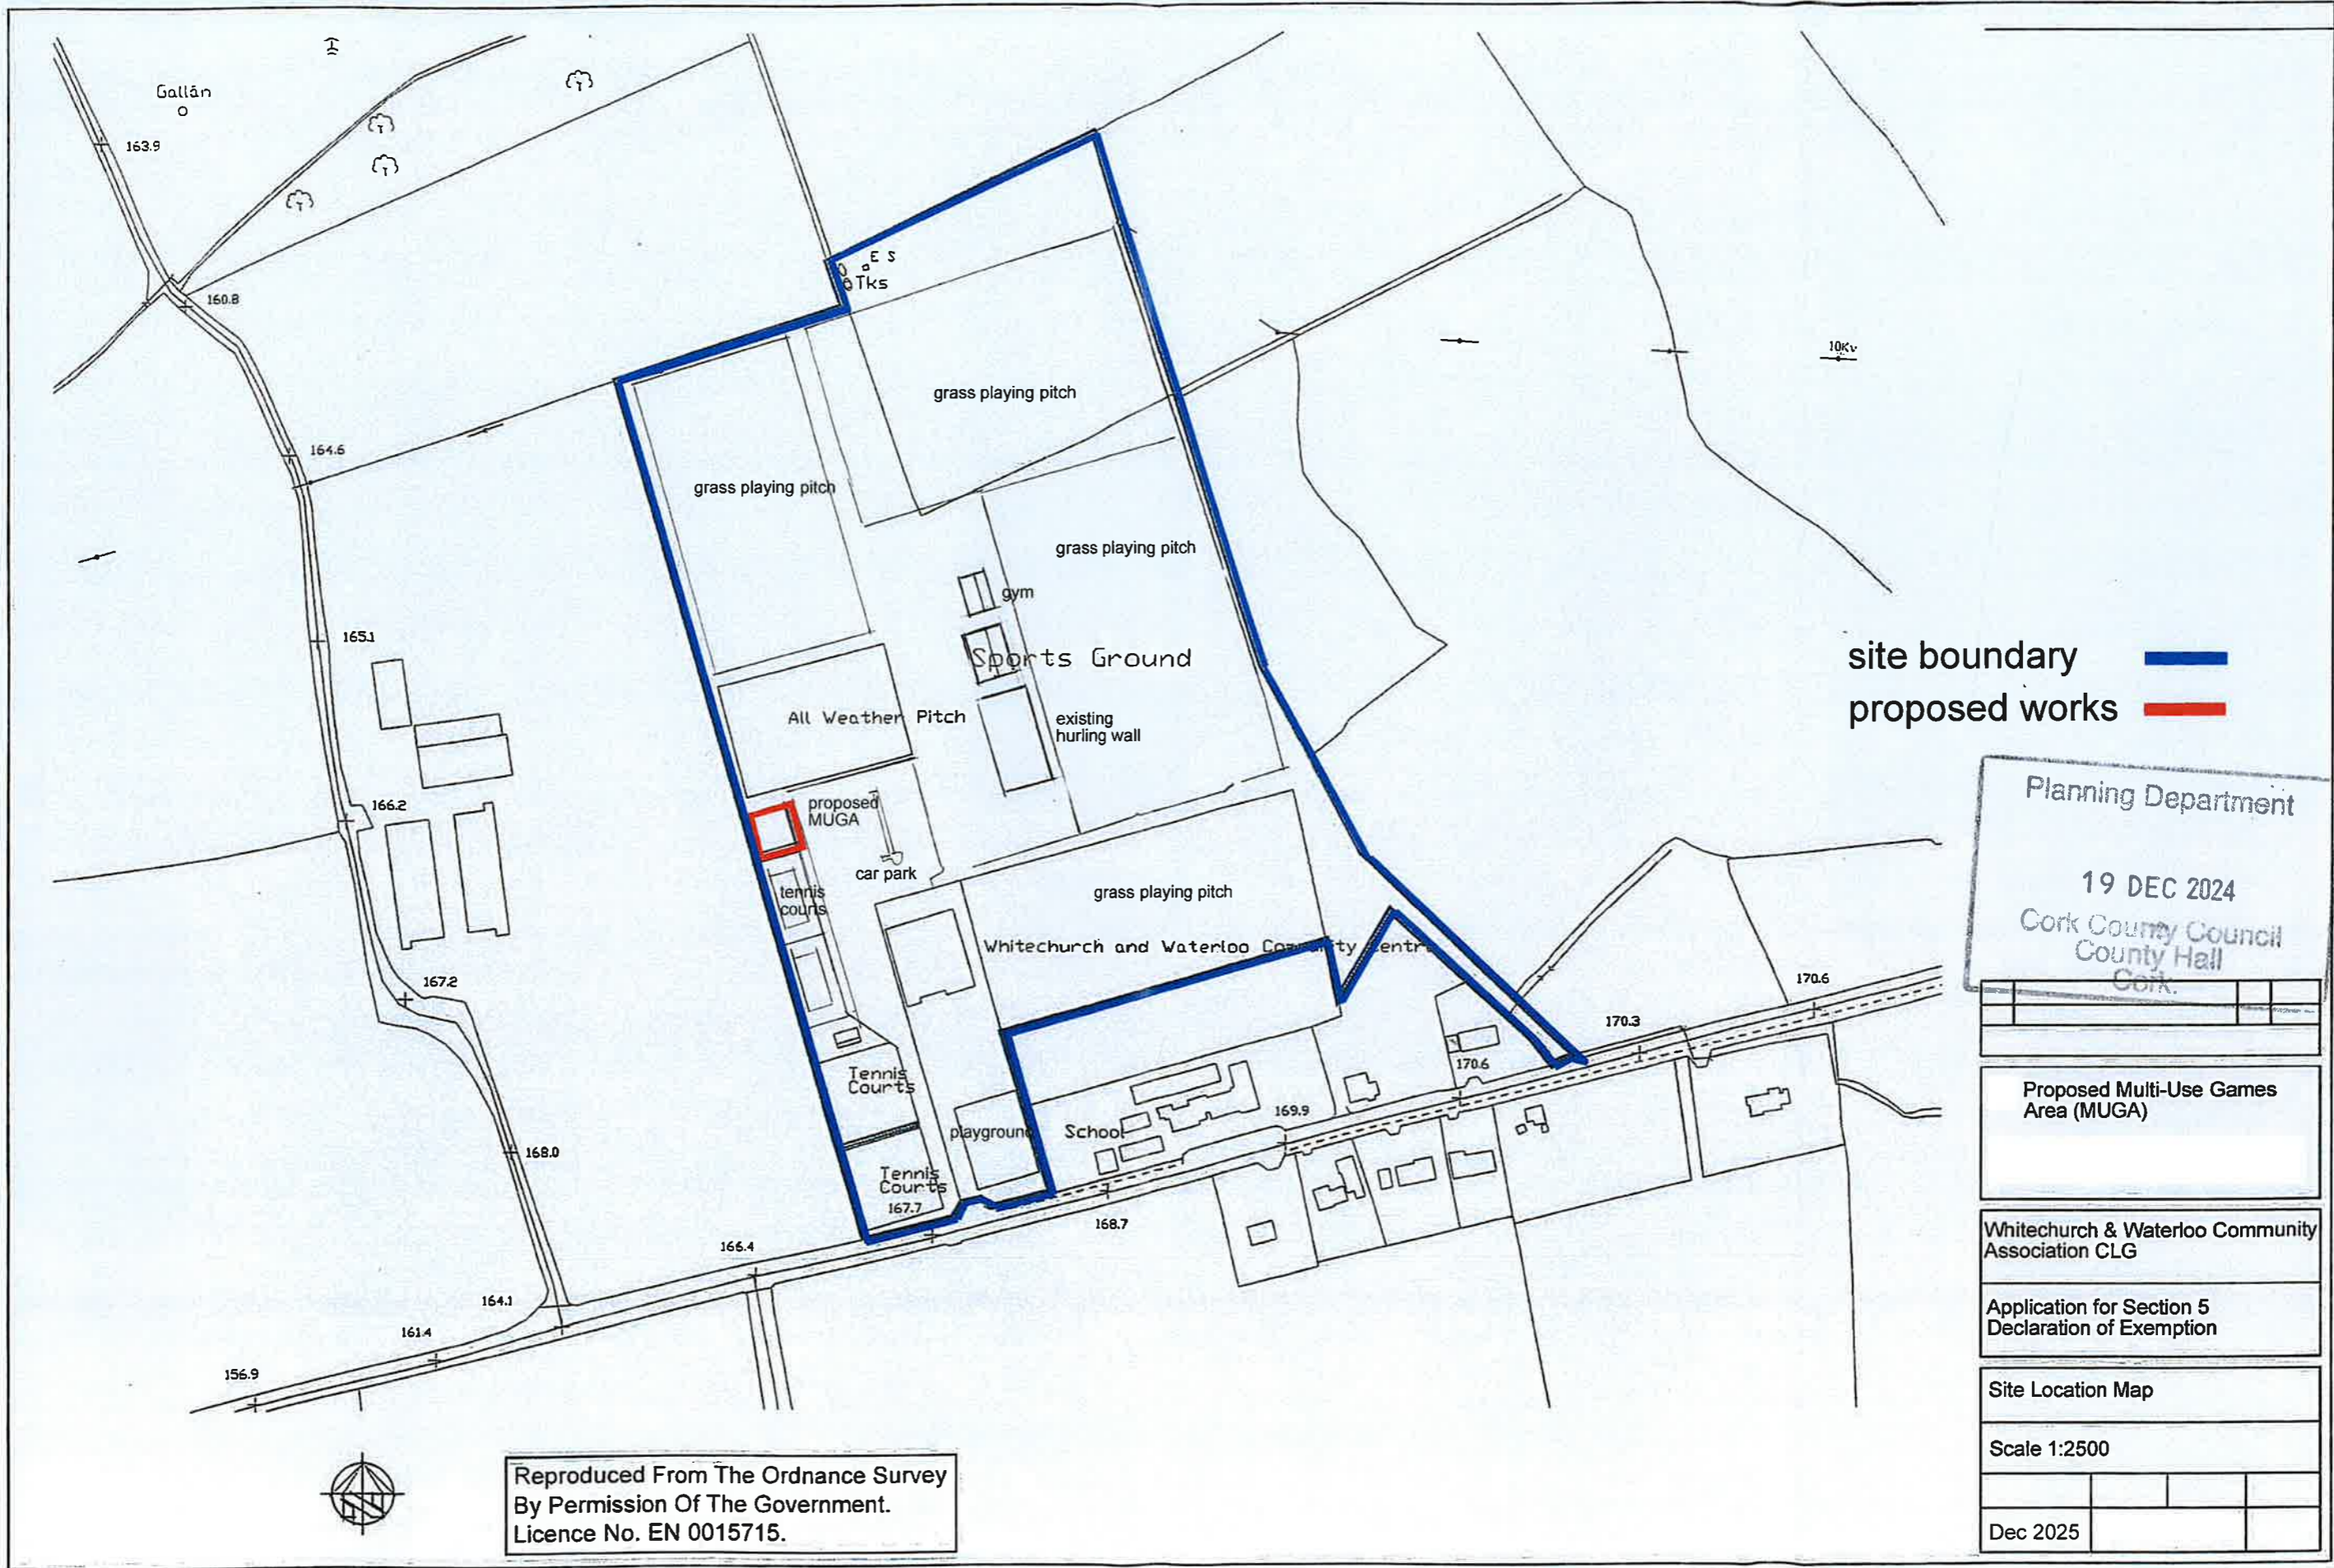 Gallán
163.9
160.8
E S
Tks
10Kv
grass playing pitch
164.6
grass playing pitch
grass playing pitch
gym
165.1
Sports Ground
site boundary
proposed works
All Weather Pitch
existing
hurling wall
Planning Department
19 DEC 2024
Cork County Council
County Hall
Cork.
166.2
proposed
MUGA
car park
tennis
courts
grass playing pitch
Whitechurch and Waterloo Community Centre
167.2
170.6
170.3
170.6
Tennis
Courts
playground
School
169.9
168.0
Tennis
Courts
167.7
168.7
166.4
164.1
161.4
156.9
Proposed Multi-Use Games
Area (MUGA)
Whitechurch & Waterloo Community
Association CLG
Application for Section 5
Declaration of Exemption
Site Location Map
Scale 1:2500
Dec 2025
Reproduced From The Ordnance Survey
By Permission Of The Government.
Licence No. EN 0015715.